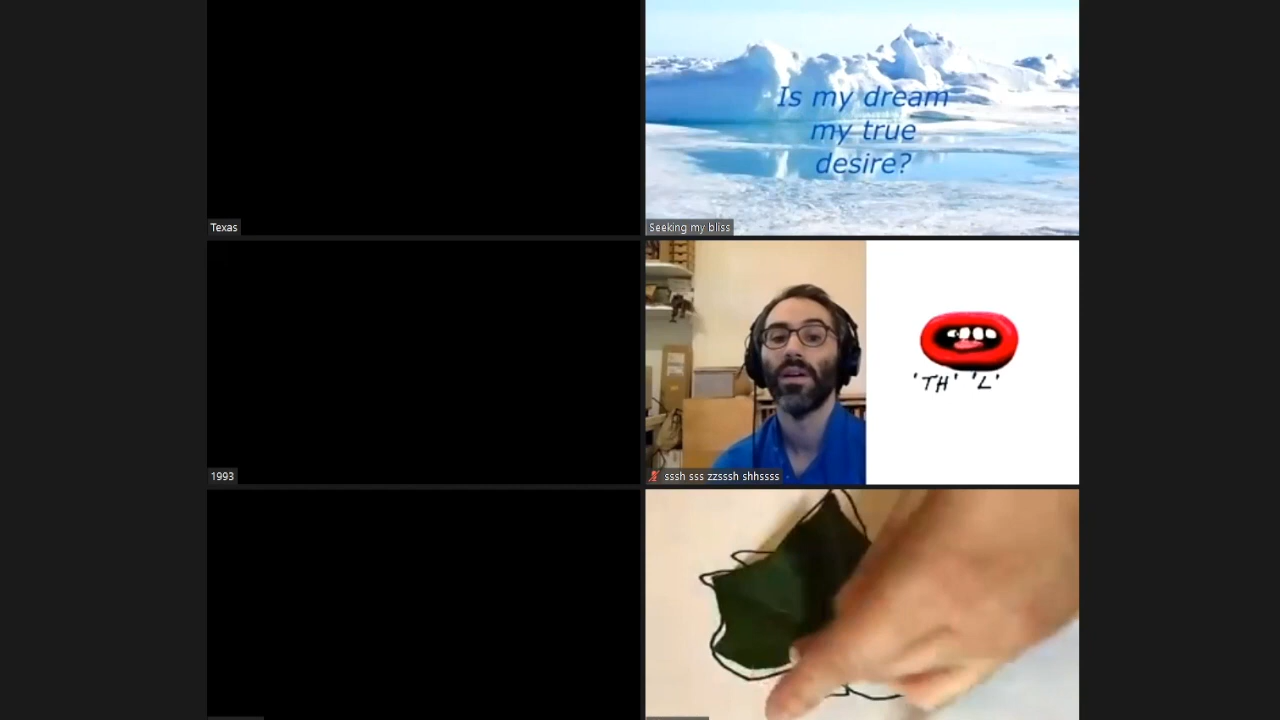 Is my dream
my true
desire?
Texas
Seeking my bliss
'TH' 'L'
1993
sssh sss zzsssh shhssss